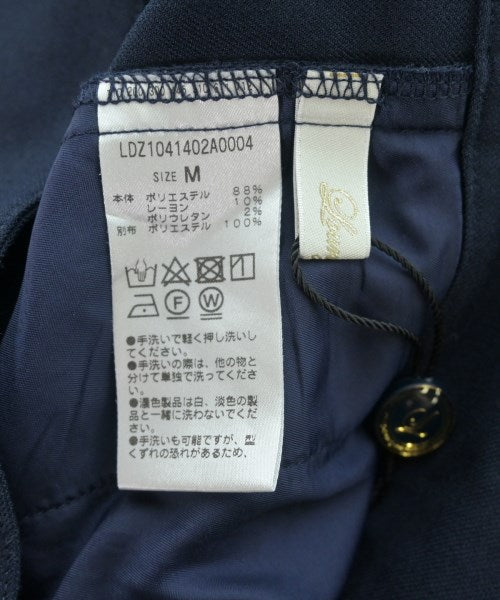 LDZ1041402A0004
SIZE M
本体 ポリエステル 88%
レーヨン 10%
ポリウレタン 2%
別布 ポリエステル 100%
F W
●手洗いで軽く押し洗いし
てください。
●手洗いの際は、他の物と
分けて単独で洗ってくださ
い。
●濃色製品は白、淡色の製
品と一緒に洗わないでくだ
さい。
●手洗いも可能ですが、型
くずれの恐れがあるため、